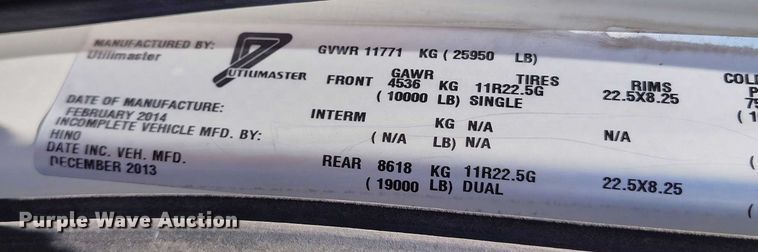 MANUFACTURED BY:
Utilimaster
UTILIMASTER
DATE OF MANUFACTURE:
FEBRUARY 2014
INCOMPLETE VEHICLE MFD. BY:
HINO
DATE INC. VEH. MFD.
DECEMBER 2013
GVWR 11771 KG ( 25950 LB)
GAWR TIRES RIMS COL
FRONT 4536 KG 11R22.5G 22.5X8.25
( 10000 LB) SINGLE
INTERM KG N/A N/A
( N/A LB) N/A
REAR 8618 KG 11R22.5G 22.5X8.25
( 19000 LB) DUAL
Purple Wave Auction